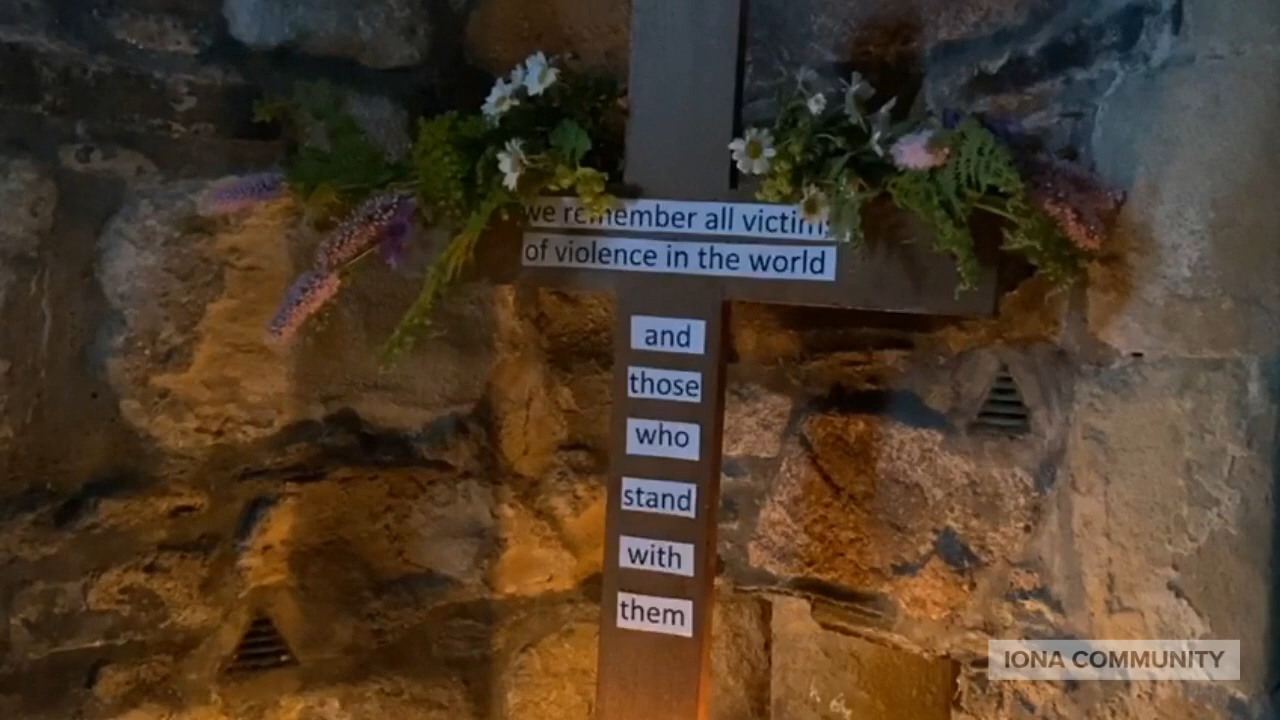 we remember all victims
of violence in the world
and
those
who
stand
with
them
IONA COMMUNITY